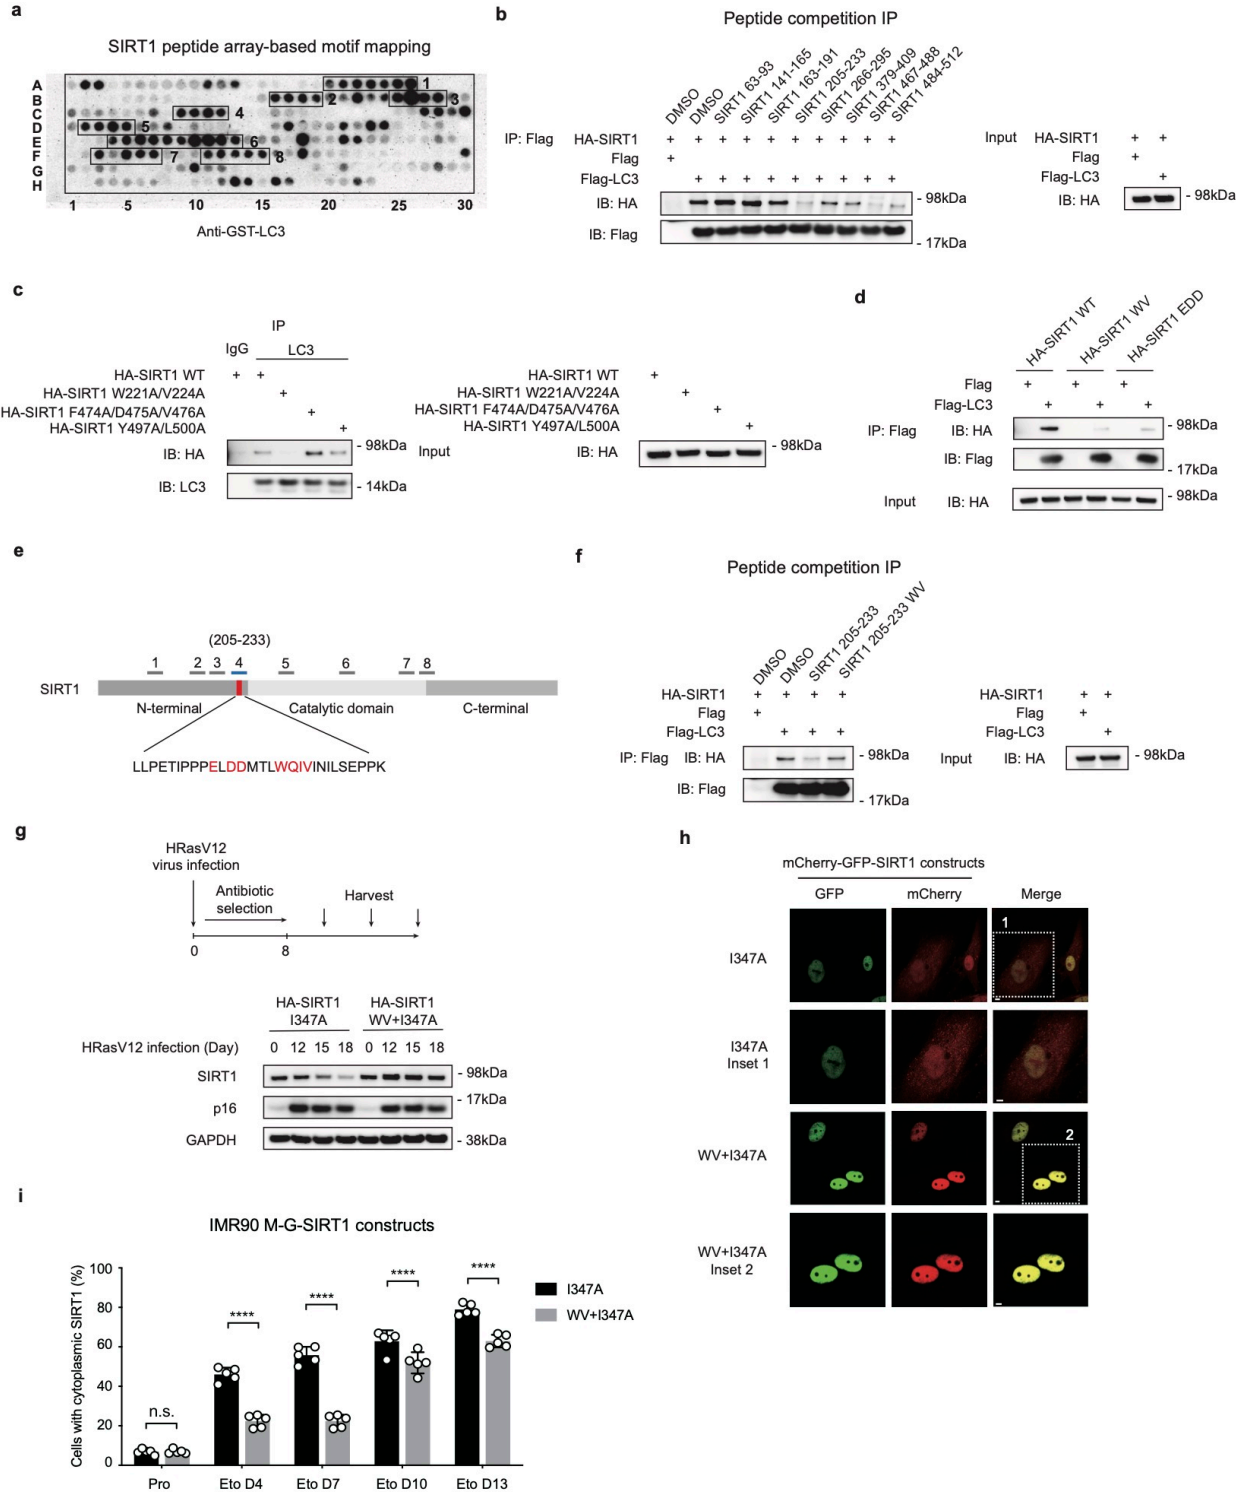 a
SIRT1 peptide array-based motif mapping
A
B
C
D
E
F
G
H
1
2
3
4
5
6
7
8
1 5 10 15 20 25 30
Anti-GST-LC3
b
Peptide competition IP
DMSO
DMSO
SIRT1 63-93
SIRT1 141-165
SIRT1 163-191
SIRT1 205-233
SIRT1 266-295
SIRT1 379-409
SIRT1 467-488
SIRT1 484-512
IP: Flag HA-SIRT1 + + + + + + + + + +
Flag +
Flag-LC3 + + + + + + + + +
IB: HA - 98kDa
IB: Flag - 17kDa
Input HA-SIRT1 + +
Flag +
Flag-LC3 +
IB: HA - 98kDa
c
IP
IgG LC3
HA-SIRT1 WT + +
HA-SIRT1 W221A/V224A +
HA-SIRT1 F474A/D475A/V476A +
HA-SIRT1 Y497A/L500A +
IB: HA - 98kDa
IB: LC3 - 14kDa
HA-SIRT1 WT +
HA-SIRT1 W221A/V224A +
HA-SIRT1 F474A/D475A/V476A +
HA-SIRT1 Y497A/L500A +
Input IB: HA - 98kDa
d
HA-SIRT1 WT
HA-SIRT1 WV
HA-SIRT1 EDD
Flag + + +
Flag-LC3 + + +
IP: Flag IB: HA - 98kDa
IB: Flag - 17kDa
Input IB: HA - 98kDa
e
(205-233)
1 2 3 4 5 6 7 8
SIRT1
N-terminal Catalytic domain C-terminal
LLPETIPPPELDDMTLWQIVINILSEPPK
f
Peptide competition IP
DMSO
DMSO
SIRT1 205-233
SIRT1 205-233 WV
HA-SIRT1 + + + +
Flag +
Flag-LC3 + + +
IP: Flag IB: HA - 98kDa
IB: Flag - 17kDa
HA-SIRT1 + +
Flag +
Flag-LC3 +
Input IB: HA - 98kDa
g
HRasV12
virus infection
Antibiotic
selection
Harvest
0 8
HA-SIRT1 HA-SIRT1
I347A WV+I347A
HRasV12 infection (Day) 0 12 15 18 0 12 15 18
SIRT1 - 98kDa
p16 - 17kDa
GAPDH - 38kDa
h
mCherry-GFP-SIRT1 constructs
GFP mCherry Merge
I347A
1
I347A
Inset 1
WV+I347A
2
WV+I347A
Inset 2
i
IMR90 M-G-SIRT1 constructs
Cells with cytoplasmic SIRT1 (%)
100
80
60
40
20
0
n.s.
****
****
****
****
I347A
WV+I347A
Pro Eto D4 Eto D7 Eto D10 Eto D13